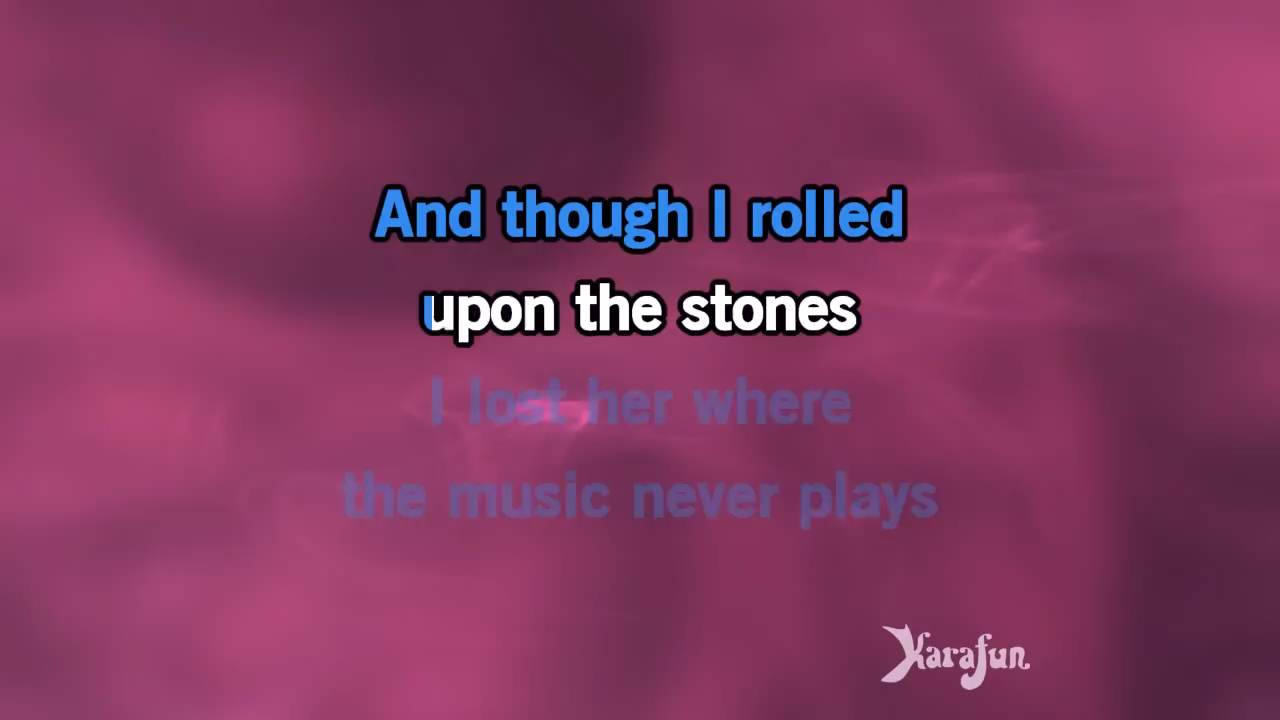 And though I rolled
upon the stones
I lost her where
the music never plays
Karafun